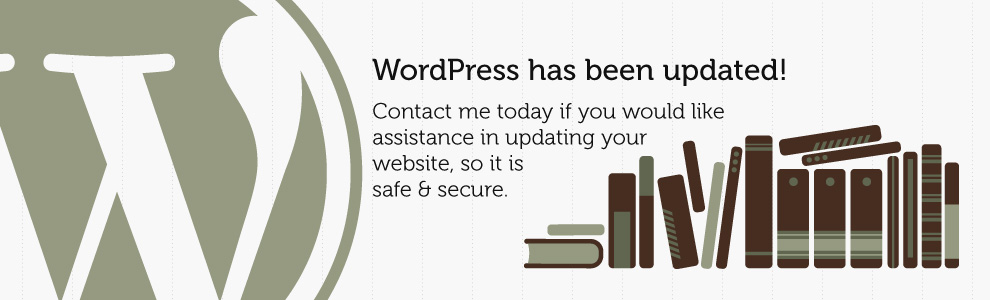 WordPress has been updated!
Contact me today if you would like
assistance in updating your
website, so it is
safe & secure.